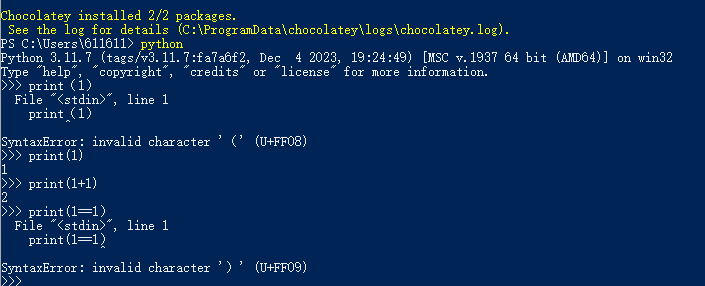 Chocolatey installed 2/2 packages.
 See the log for details (C:\ProgramData\chocolatey\logs\chocolatey.log).
PS C:\Users\611611> python
Python 3.11.7 (tags/v3.11.7:fa7a6f2, Dec  4 2023, 19:24:49) [MSC v.1937 64 bit (AMD64)] on win32
Type "help", "copyright", "credits" or "license" for more information.
>>> print（1)
  File "<stdin>", line 1
    print（1)
         ^
SyntaxError: invalid character '（' (U+FF08)
>>> print(1)
1
>>> print(1+1)
2
>>> print(1==1）
  File "<stdin>", line 1
    print(1==1）
              ^
SyntaxError: invalid character '）' (U+FF09)
>>>